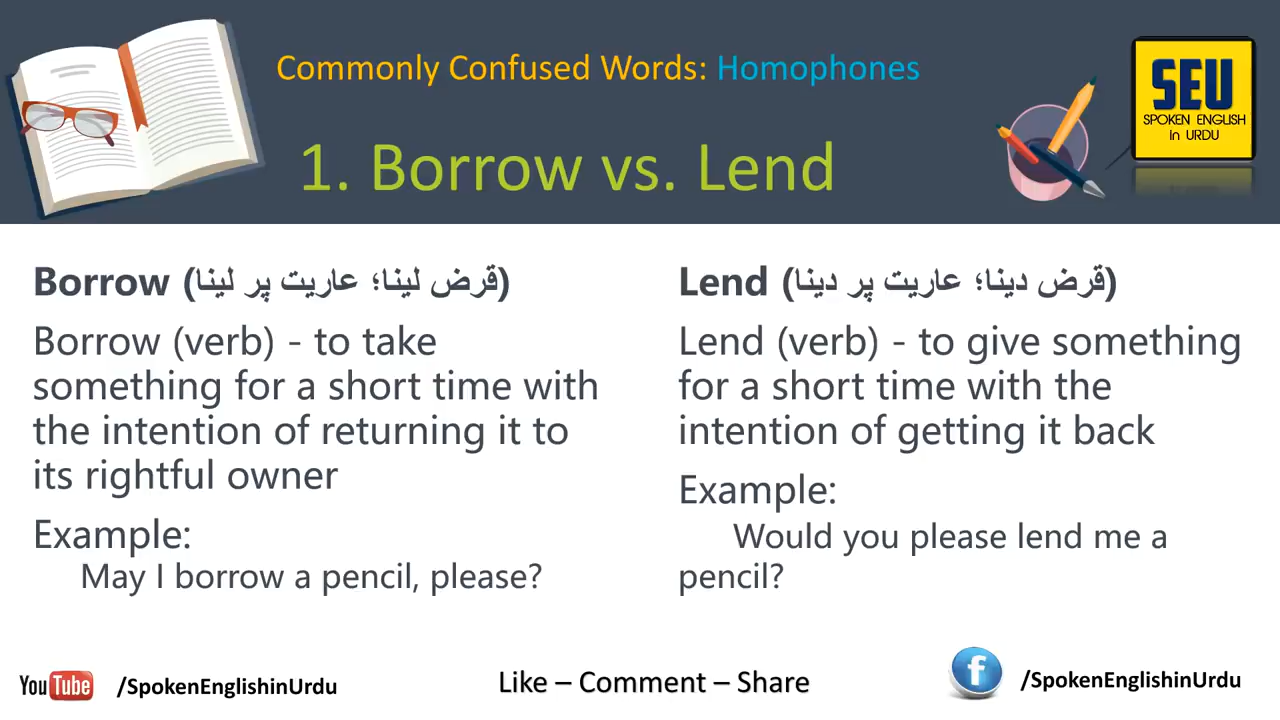 Commonly Confused Words: Homophones
SEU
SPOKEN ENGLISH
in URDU
1. Borrow vs. Lend
Borrow (قرض لینا؛ عاریت پر لینا)
Borrow (verb) - to take
something for a short time with
the intention of returning it to
its rightful owner
Example:
May I borrow a pencil, please?
Lend (قرض دینا؛ عاریت پر دینا)
Lend (verb) - to give something
for a short time with the
intention of getting it back
Example:
Would you please lend me a
pencil?
YouTube /SpokenEnglishinUrdu
Like – Comment – Share
f /SpokenEnglishinUrdu